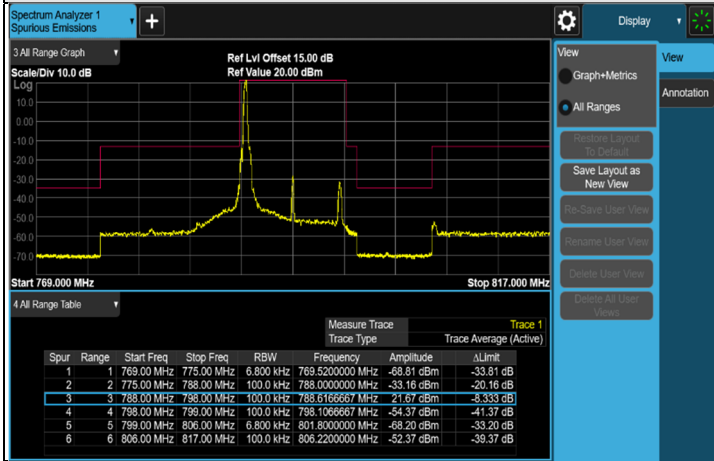 Spectrum Analyzer 1
Spurious Emissions
+
Display
3 All Range Graph
Ref Lvl Offset 15.00 dB
Scale/Div 10.0 dB
Ref Value 20.00 dBm
Log
10.0
0.00
-10.0
-20.0
-30.0
-40.0
-50.0
-60.0
-70.0
Start 769.000 MHz
Stop 817.000 MHz
View
Graph+Metrics
All Ranges
Restore Layout
To Default
Save Layout as
New View
Re-Save User View
Rename User View
Delete User View
Delete All User
Views
View
Annotation
4 All Range Table
Measure Trace Trace 1
Trace Type Trace Average (Active)
Spur Range Start Freq Stop Freq RBW Frequency Amplitude ΔLimit
1 1 769.00 MHz 775.00 MHz 6.800 kHz 769.5200000 MHz -68.81 dBm -33.81 dB
2 2 775.00 MHz 788.00 MHz 100.0 kHz 788.0000000 MHz -33.16 dBm -20.16 dB
3 3 788.00 MHz 798.00 MHz 100.0 kHz 788.6166667 MHz 21.67 dBm -8.333 dB
4 4 798.00 MHz 799.00 MHz 100.0 kHz 798.1066667 MHz -54.37 dBm -41.37 dB
5 5 799.00 MHz 806.00 MHz 6.800 kHz 801.8000000 MHz -68.20 dBm -33.20 dB
6 6 806.00 MHz 817.00 MHz 100.0 kHz 806.2200000 MHz -52.37 dBm -39.37 dB